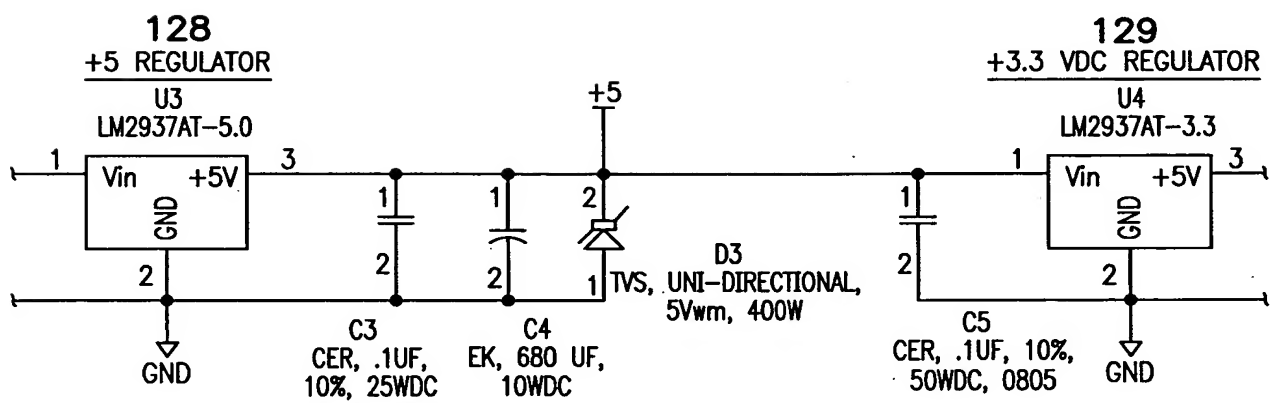 128
+5 REGULATOR
U3
LM2937AT-5.0
1
Vin
+5V
3
GND
2
GND
1
2
C3
CER, .1UF,
10%, 25WDC
1
2
C4
EK, 680 UF,
10WDC
+5
2
1
D3
TVS, UNI-DIRECTIONAL,
5Vwm, 400W
1
2
C5
CER, .1UF, 10%,
50WDC, 0805
129
+3.3 VDC REGULATOR
U4
LM2937AT-3.3
1
Vin
+5V
3
GND
2
GND